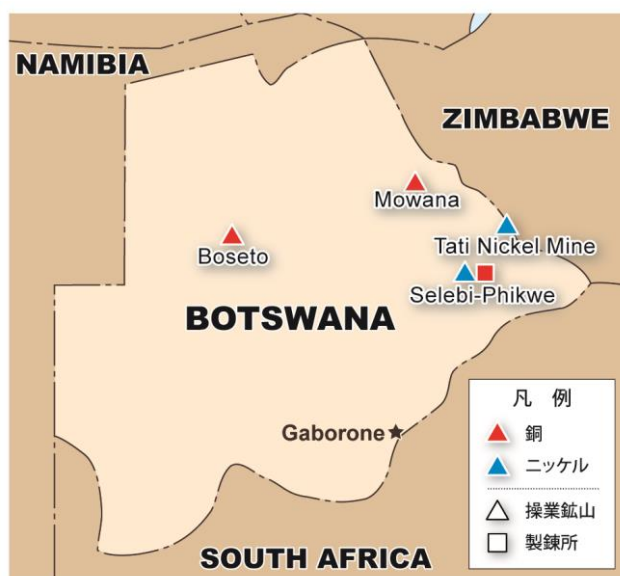 NAMIBIA
ZIMBABWE
Mowana
Tati Nickel Mine
Boseto
Selebi-Phikwe
BOTSWANA
Gaborone
SOUTH AFRICA
凡 例
銅
ニッケル
操業鉱山
製錬所